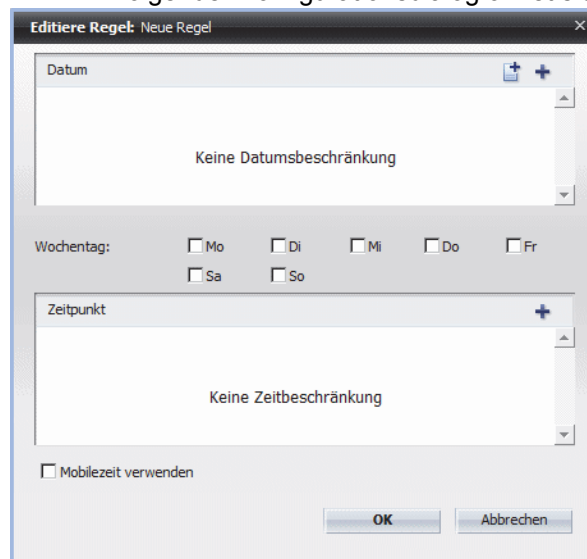 Editiere Regel: Neue Regel
Datum
Keine Datumsbeschränkung
Wochentag: Mo Di Mi Do Fr
Sa So
Zeitpunkt
Keine Zeitbeschränkung
Mobilezeit verwenden
OK Abbrechen